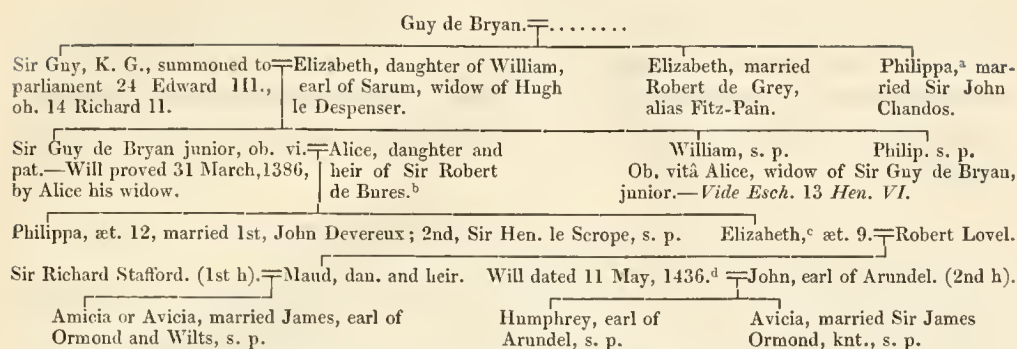 Guy de Bryan.=. . . . . . . .
Sir Guy, K. G., summoned to=Elizabeth, daughter of William, Elizabeth, married Philippa,ᵃ mar-
parliament 24 Edward III., earl of Sarum, widow of Hugh Robert de Grey, ried Sir John
ob. 14 Richard II. le Despenser. alias Fitz-Pain. Chandos.
Sir Guy de Bryan junior, ob. vi.=Alice, daughter and William, s. p. Philip. s. p.
pat.—Will proved 31 March, 1386, heir of Sir Robert Ob. vitâ Alice, widow of Sir Guy de Bryan,
by Alice his widow. de Bures.ᵇ junior.—Vide Esch. 13 Hen. VI.
Philippa, æt. 12, married 1st, John Devereux; 2nd, Sir Hen. le Scrope, s. p. Elizaheth,ᶜ æt. 9.=Robert Lovel.
Sir Richard Stafford. (1st h).=Maud, dau. and heir. Will dated 11 May, 1436.ᵈ =John, earl of Arundel. (2nd h).
Amicia or Avicia, married James, earl of Humphrey, earl of Avicia, married Sir James
Ormond and Wilts, s. p. Arundel, s. p. Ormond, knt., s. p.